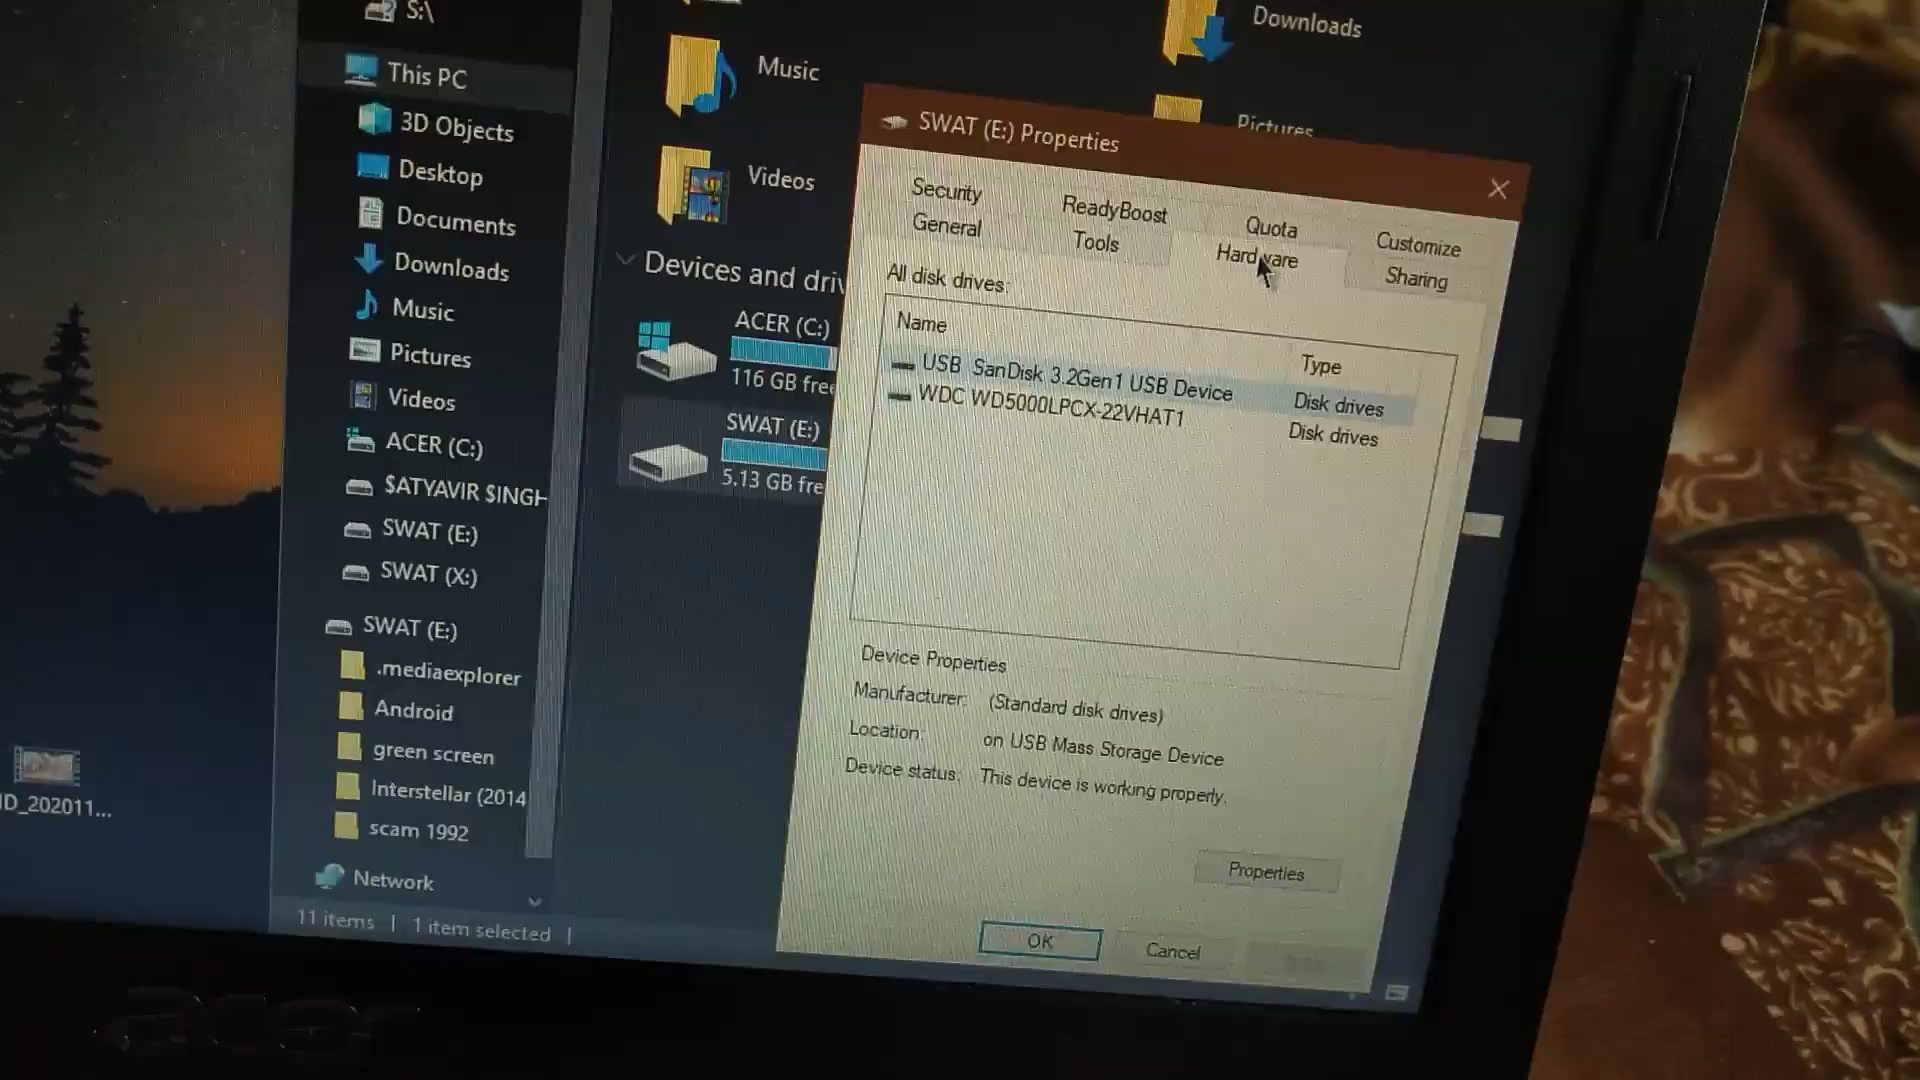 S:\
This PC
3D Objects
Desktop
Documents
Downloads
Music
Pictures
Videos
ACER (C:)
$ATYAVIR $INGH
SWAT (E:)
SWAT (X:)
SWAT (E:)
.mediaexplorer
Android
green screen
Interstellar (2014
scam 1992
Network
11 items | 1 item selected |
ID_202011...
Music
Videos
Downloads
Pictures
Devices and driv
ACER (C:)
116 GB free
SWAT (E:)
5.13 GB fre
SWAT (E:) Properties
Security ReadyBoost Quota Customize
General Tools Hardware Sharing
All disk drives:
Name Type
USB SanDisk 3.2Gen1 USB Device Disk drives
WDC WD5000LPCX-22VHAT1 Disk drives
Device Properties
Manufacturer: (Standard disk drives)
Location: on USB Mass Storage Device
Device status: This device is working properly.
Properties
OK Cancel
acer